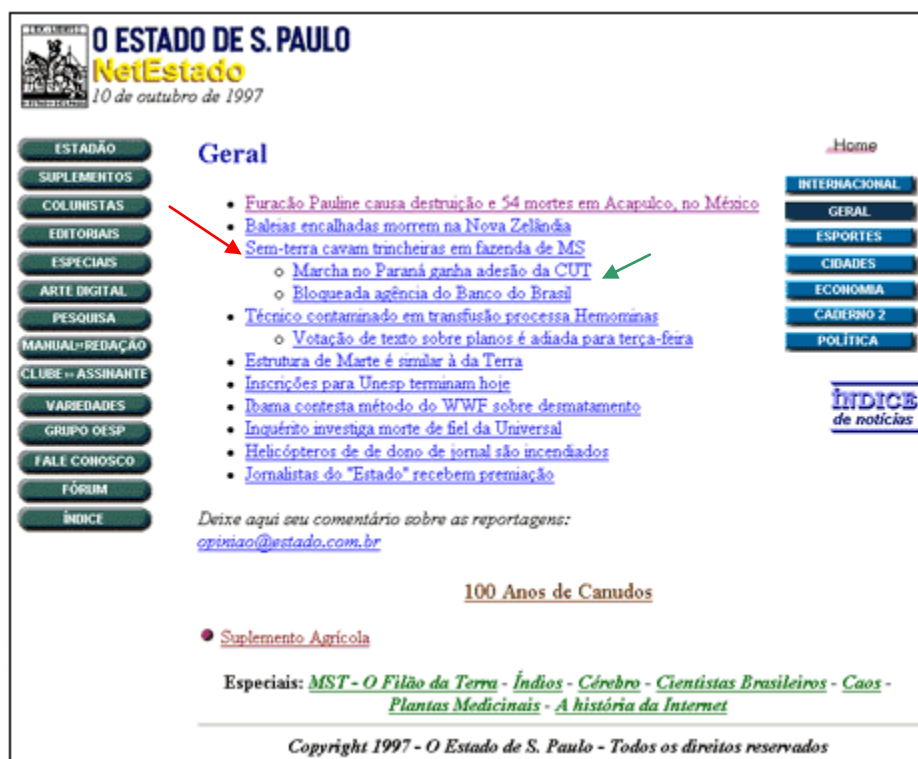 EX-LIBRIS
O ESTADO DE S. PAULO
NetEstado
10 de outubro de 1997
ESTADÃO
SUPLEMENTOS
COLUNISTAS
EDITORIAIS
ESPECIAIS
ARTE DIGITAL
PESQUISA
MANUAL DE REDAÇÃO
CLUBE DO ASSINANTE
VARIEDADES
GRUPO OESP
FALE CONOSCO
FÓRUM
ÍNDICE
Geral
Furacão Pauline causa destruição e 54 mortes em Acapulco, no México
Baleias encalhadas morrem na Nova Zelândia
Sem-terra cavam trincheiras em fazenda de MS
Marcha no Paraná ganha adesão da CUT
Bloqueada agência do Banco do Brasil
Técnico contaminado em transfusão processa Hemominas
Votação de texto sobre planos é adiada para terça-feira
Estrutura de Marte é similar à da Terra
Inscrições para Unesp terminam hoje
Ibama contesta método do WWF sobre desmatamento
Inquérito investiga morte de fiel da Universal
Helicópteros de de dono de jornal são incendiados
Jornalistas do "Estado" recebem premiação
Deixe aqui seu comentário sobre as reportagens:
opiniao@estado.com.br
100 Anos de Canudos
Suplemento Agrícola
Especiais: MST - O Filão da Terra - Índios - Cérebro - Cientistas Brasileiros - Caos -
Plantas Medicinais - A história da Internet
Copyright 1997 - O Estado de S. Paulo - Todos os direitos reservados
Home
INTERNACIONAL
GERAL
ESPORTES
CIDADES
ECONOMIA
CADERNO 2
POLÍTICA
ÍNDICE
de notícias